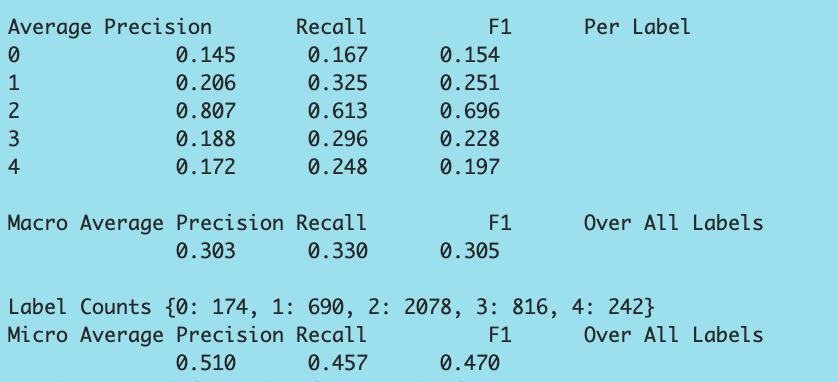 Average Precision Recall F1 Per Label
0 0.145 0.167 0.154
1 0.206 0.325 0.251
2 0.807 0.613 0.696
3 0.188 0.296 0.228
4 0.172 0.248 0.197
Macro Average Precision Recall F1 Over All Labels
0.303 0.330 0.305
Label Counts {0: 174, 1: 690, 2: 2078, 3: 816, 4: 242}
Micro Average Precision Recall F1 Over All Labels
0.510 0.457 0.470